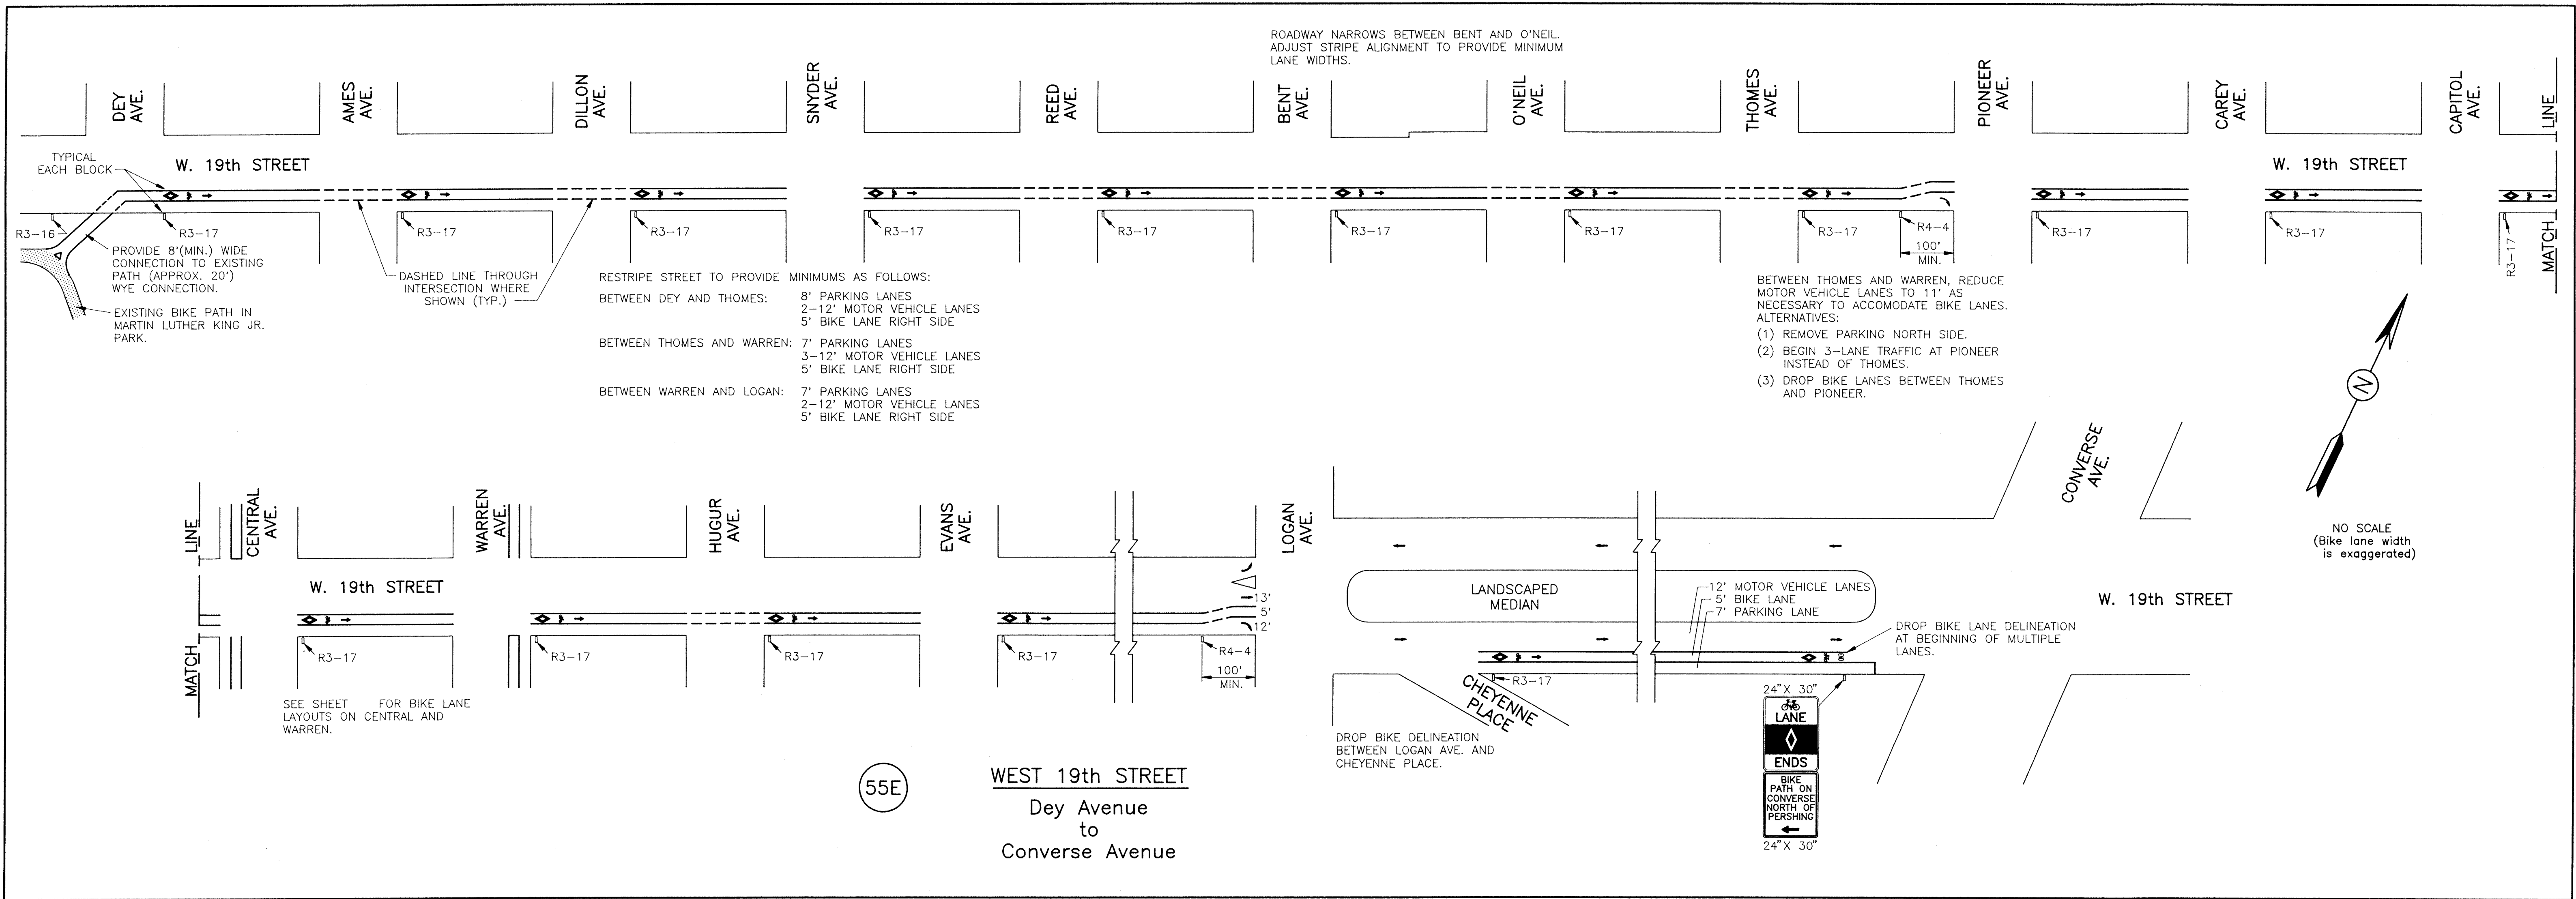 ROADWAY NARROWS BETWEEN BENT AND O'NEIL.
ADJUST STRIPE ALIGNMENT TO PROVIDE MINIMUM
LANE WIDTHS.
DEY
AVE.
AMES
AVE.
DILLON
AVE.
SNYDER
AVE.
REED
AVE.
BENT
AVE.
O'NEIL
AVE.
THOMES
AVE.
PIONEER
AVE.
CAREY
AVE.
CAPITOL
AVE.
MATCH LINE
TYPICAL
EACH BLOCK
W. 19th STREET
W. 19th STREET
R3-16
R3-17
R3-17
R3-17
R3-17
R3-17
R3-17
R3-17
R3-17
R4-4
100'
MIN.
R3-17
R3-17
R3-17
PROVIDE 8'(MIN.) WIDE
CONNECTION TO EXISTING
PATH (APPROX. 20')
WYE CONNECTION.
EXISTING BIKE PATH IN
MARTIN LUTHER KING JR.
PARK.
DASHED LINE THROUGH
INTERSECTION WHERE
SHOWN (TYP.)
RESTRIPE STREET TO PROVIDE MINIMUMS AS FOLLOWS:
BETWEEN DEY AND THOMES: 8' PARKING LANES
2-12' MOTOR VEHICLE LANES
5' BIKE LANE RIGHT SIDE
BETWEEN THOMES AND WARREN: 7' PARKING LANES
3-12' MOTOR VEHICLE LANES
5' BIKE LANE RIGHT SIDE
BETWEEN WARREN AND LOGAN: 7' PARKING LANES
2-12' MOTOR VEHICLE LANES
5' BIKE LANE RIGHT SIDE
BETWEEN THOMES AND WARREN, REDUCE
MOTOR VEHICLE LANES TO 11' AS
NECESSARY TO ACCOMODATE BIKE LANES.
ALTERNATIVES:
(1) REMOVE PARKING NORTH SIDE.
(2) BEGIN 3-LANE TRAFFIC AT PIONEER
INSTEAD OF THOMES.
(3) DROP BIKE LANES BETWEEN THOMES
AND PIONEER.
N
NO SCALE
(Bike lane width
is exaggerated)
MATCH LINE
CENTRAL
AVE.
WARREN
AVE.
HUGUR
AVE.
EVANS
AVE.
LOGAN
AVE.
CONVERSE
AVE.
W. 19th STREET
R3-17
R3-17
R3-17
R3-17
R4-4
100'
MIN.
13'
5'
12'
SEE SHEET FOR BIKE LANE
LAYOUTS ON CENTRAL AND
WARREN.
LANDSCAPED
MEDIAN
12' MOTOR VEHICLE LANES
5' BIKE LANE
7' PARKING LANE
W. 19th STREET
DROP BIKE LANE DELINEATION
AT BEGINNING OF MULTIPLE
LANES.
R3-17
CHEYENNE
PLACE
DROP BIKE DELINEATION
BETWEEN LOGAN AVE. AND
CHEYENNE PLACE.
24" X 30"
LANE
ENDS
BIKE
PATH ON
CONVERSE
NORTH OF
PERSHING
24" X 30"
55E
WEST 19th STREET
Dey Avenue
to
Converse Avenue